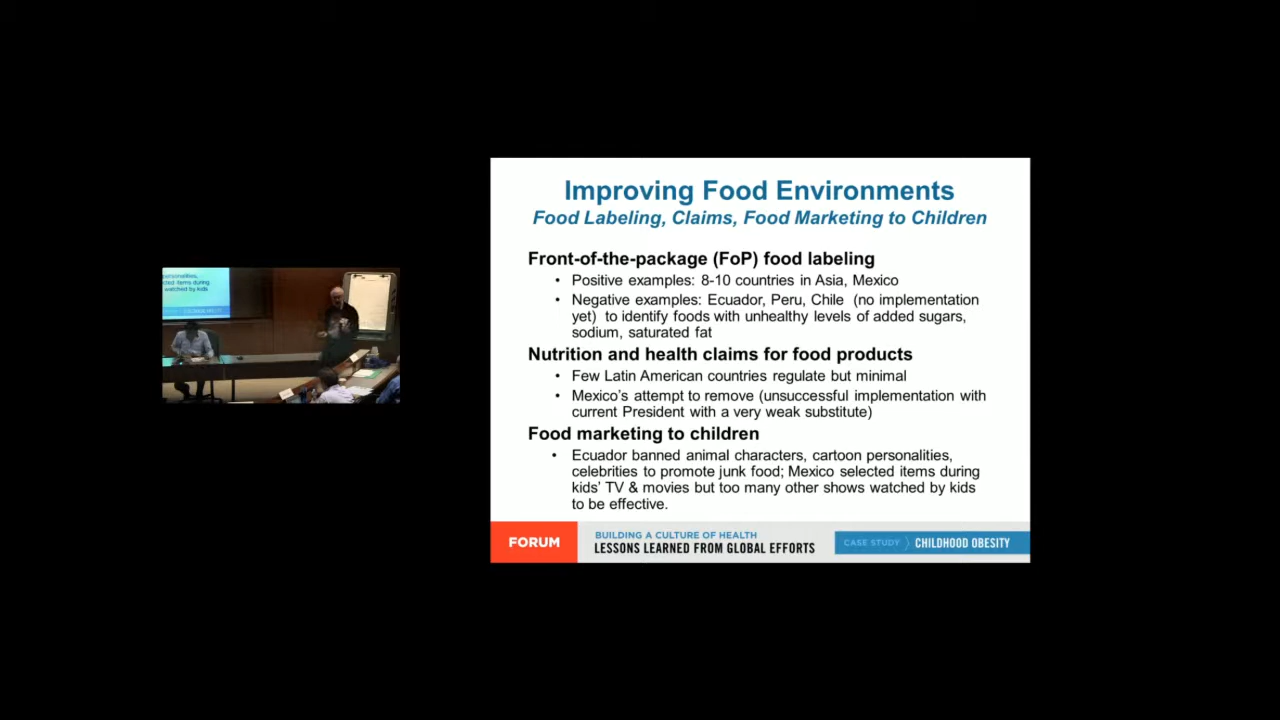 Improving Food Environments
Food Labeling, Claims, Food Marketing to Children
Front-of-the-package (FoP) food labeling
• Positive examples: 8-10 countries in Asia, Mexico
• Negative examples: Ecuador, Peru, Chile (no implementation
yet) to identify foods with unhealthy levels of added sugars,
sodium, saturated fat
Nutrition and health claims for food products
• Few Latin American countries regulate but minimal
• Mexico's attempt to remove (unsuccessful implementation with
current President with a very weak substitute)
Food marketing to children
• Ecuador banned animal characters, cartoon personalities,
celebrities to promote junk food; Mexico selected items during
kids' TV & movies but too many other shows watched by kids
to be effective.
FORUM
BUILDING A CULTURE OF HEALTH
LESSONS LEARNED FROM GLOBAL EFFORTS
CASE STUDY 〉 CHILDHOOD OBESITY
personalities,
items during
watched by kids